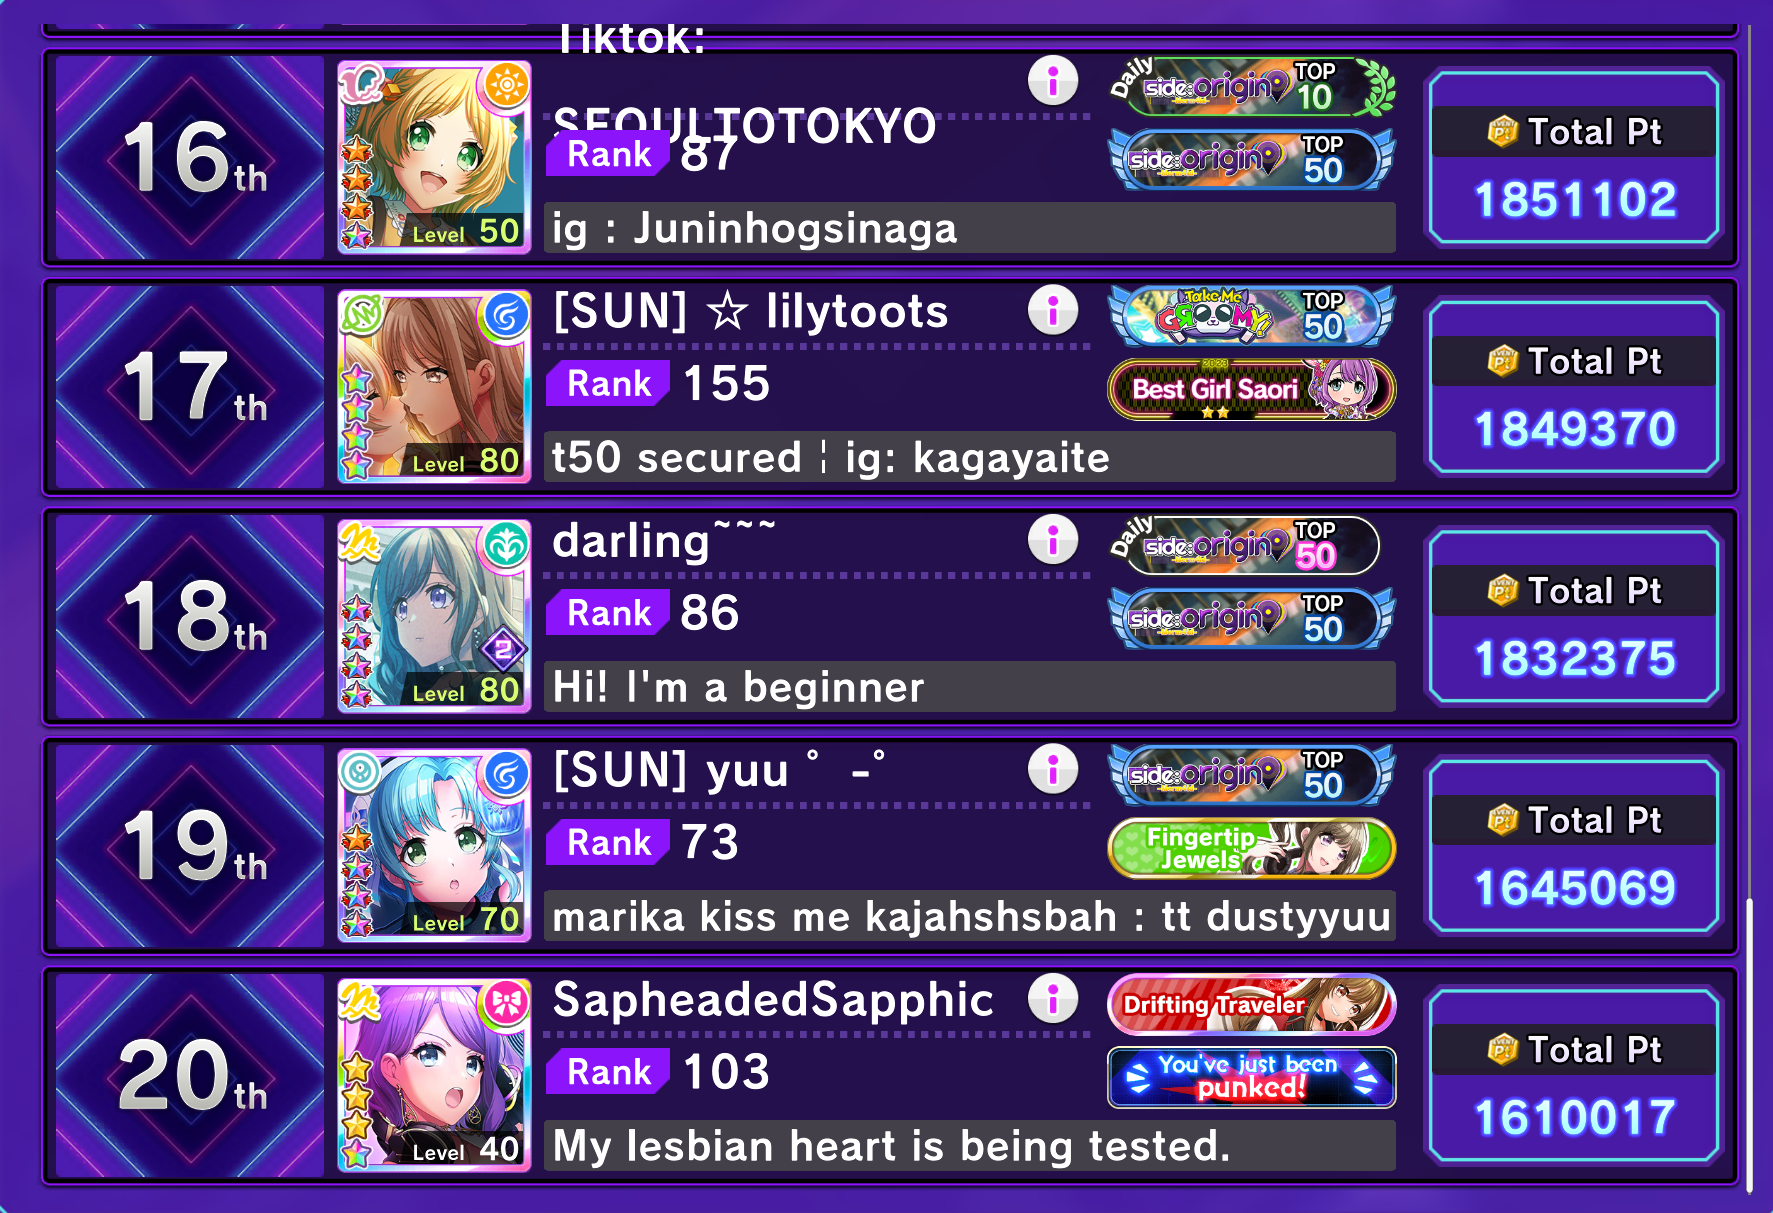 Tiktok:
16th
SEOULTOTOKYO
Rank 87
ig : Juninhogsinaga
Level 50
Daily side:origin TOP 10
side:origin TOP 50
Total Pt
1851102
17th
[SUN] ☆ lilytoots
Rank 155
t50 secured ¦ ig: kagayaite
Level 80
Take Me GROOMY! TOP 50
2023
Best Girl Saori
Total Pt
1849370
18th
darling~~~
Rank 86
Hi! I'm a beginner
2
Level 80
Daily side:origin TOP 50
side:origin TOP 50
Total Pt
1832375
19th
[SUN] yuu ﾟ -ﾟ
Rank 73
marika kiss me kajahshsbah : tt dustyyuu
Level 70
side:origin TOP 50
Fingertip
Jewels
Total Pt
1645069
20th
SapheadedSapphic
Rank 103
My lesbian heart is being tested.
Level 40
Drifting Traveler
You've just been
punked!
Total Pt
1610017